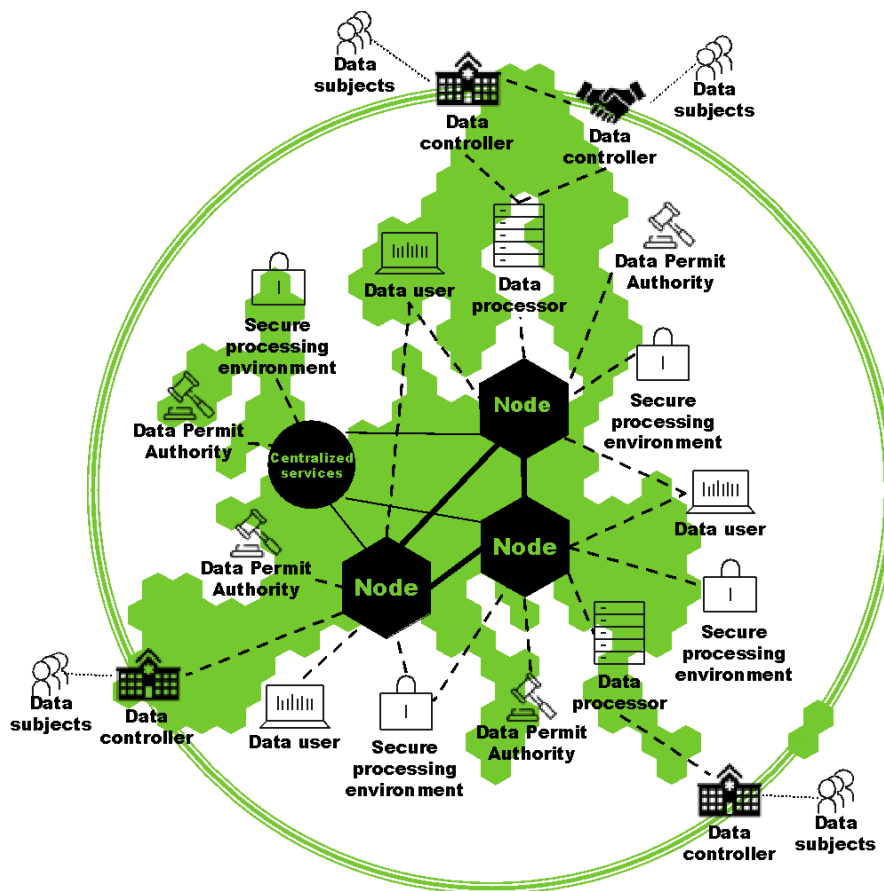 Data
subjects
Data
controller
Data
controller
Data
subjects
Data user
Data
processor
Data Permit
Authority
Secure
processing
environment
Secure
processing
environment
Node
Data Permit
Authority
Centralized
services
Data user
Node
Data Permit
Authority
Node
Secure
processing
environment
Data
subjects
Data
controller
Data user
Secure
processing
environment
Data Permit
Authority
Data
processor
Data
controller
Data
subjects